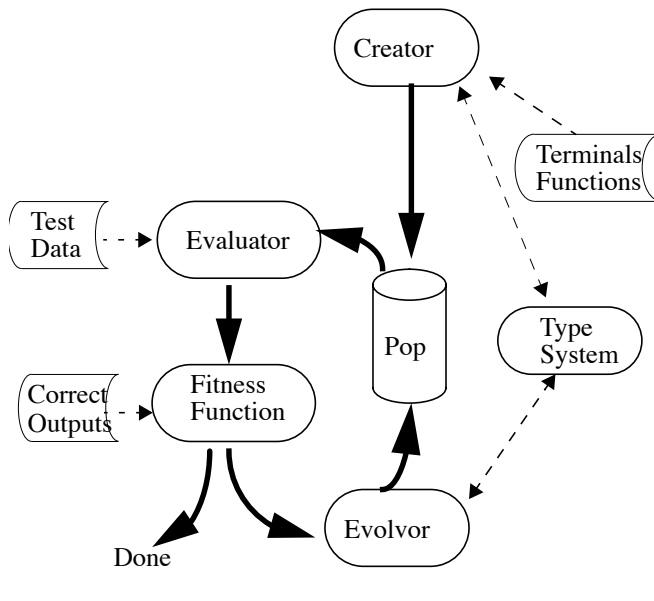 Creator
Terminals
Functions
Test
Data
Evaluator
Type
System
Pop
Fitness
Function
Correct
Outputs
Evolvor
Done